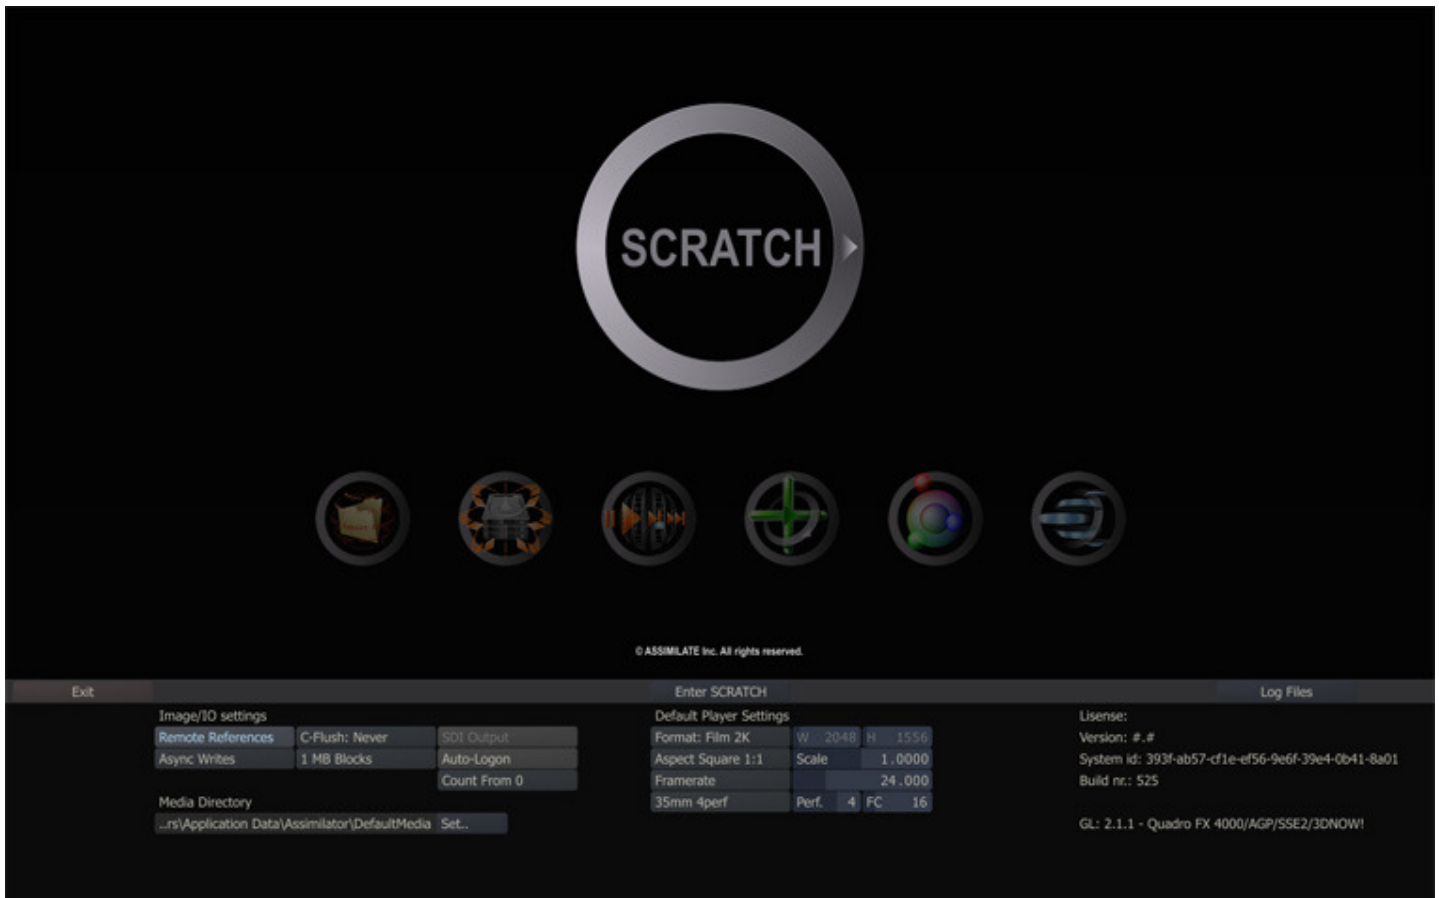 SCRATCH
© ASSIMILATE Inc. All rights reserved.
Exit
Enter SCRATCH
Log Files
Image/IO settings
Remote References
C-Flush: Never
SDI Output
Async Writes
1 MB Blocks
Auto-Logon
Count From 0
Media Directory
..rs\Application Data\Assimilator\DefaultMedia
Set..
Default Player Settings
Format: Film 2K
W 2048 H 1556
Aspect Square 1:1
Scale 1.0000
Framerate 24.000
35mm 4perf
Perf. 4 FC 16
Lisense:
Version: #.#
System id: 393f-ab57-cf1e-ef56-9e6f-39e4-0b41-8a01
Build nr.: 525
GL: 2.1.1 - Quadro FX 4000/AGP/SSE2/3DNOW!